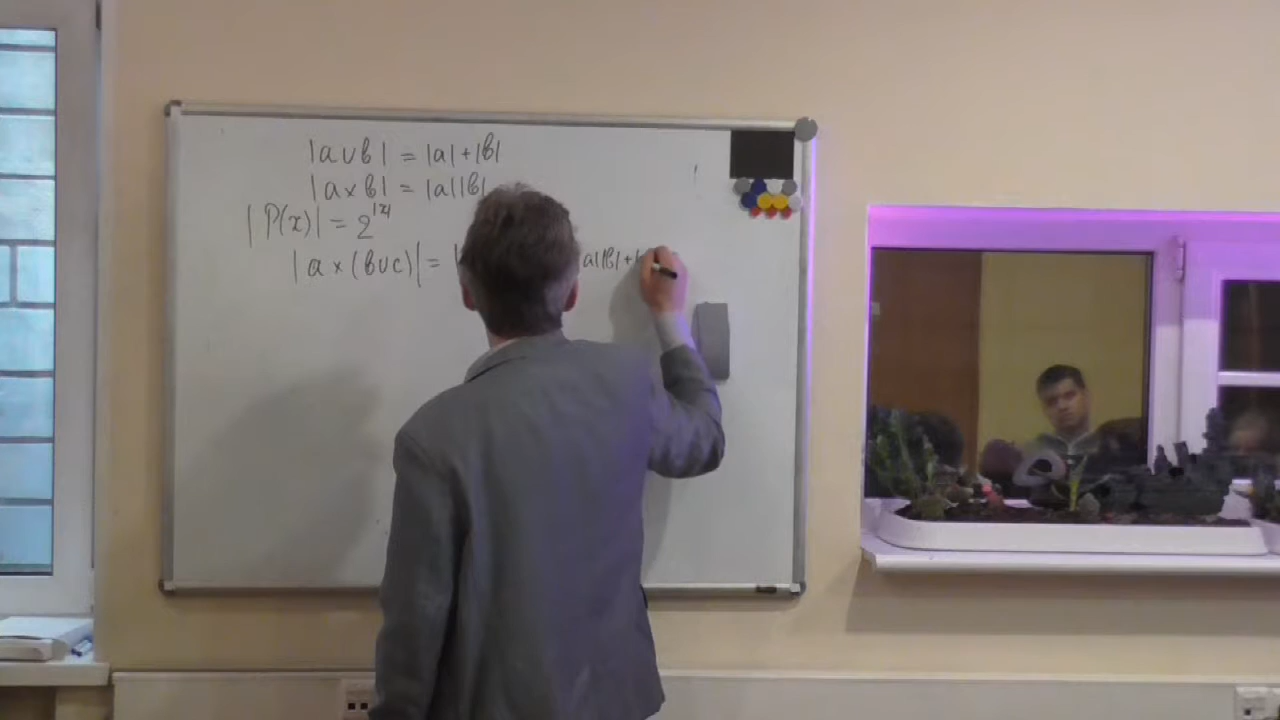 |a∪b| = |a|+|b|
|a×b| = |a||b|
|P(x)| = 2^|x|
|a×(b∪c)| = | a||b|+|